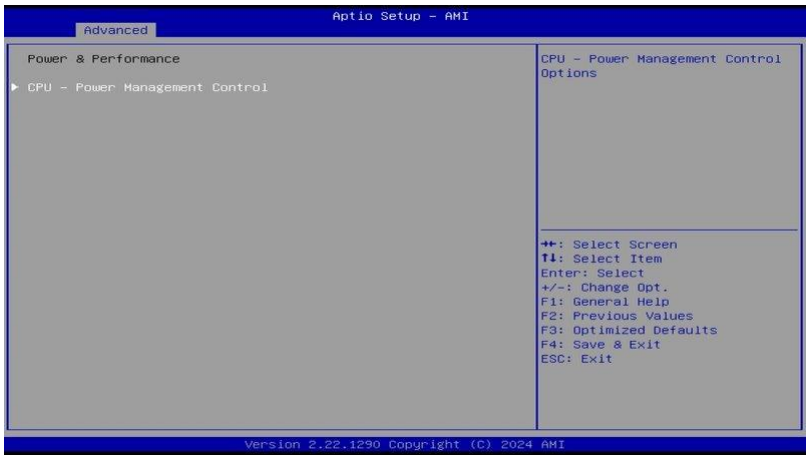 Aptio Setup – AMI
Advanced
Power & Performance
▶ CPU – Power Management Control
CPU – Power Management Control
Options
→←: Select Screen
↑↓: Select Item
Enter: Select
+/-: Change Opt.
F1: General Help
F2: Previous Values
F3: Optimized Defaults
F4: Save & Exit
ESC: Exit
Version 2.22.1290 Copyright (C) 2024 AMI